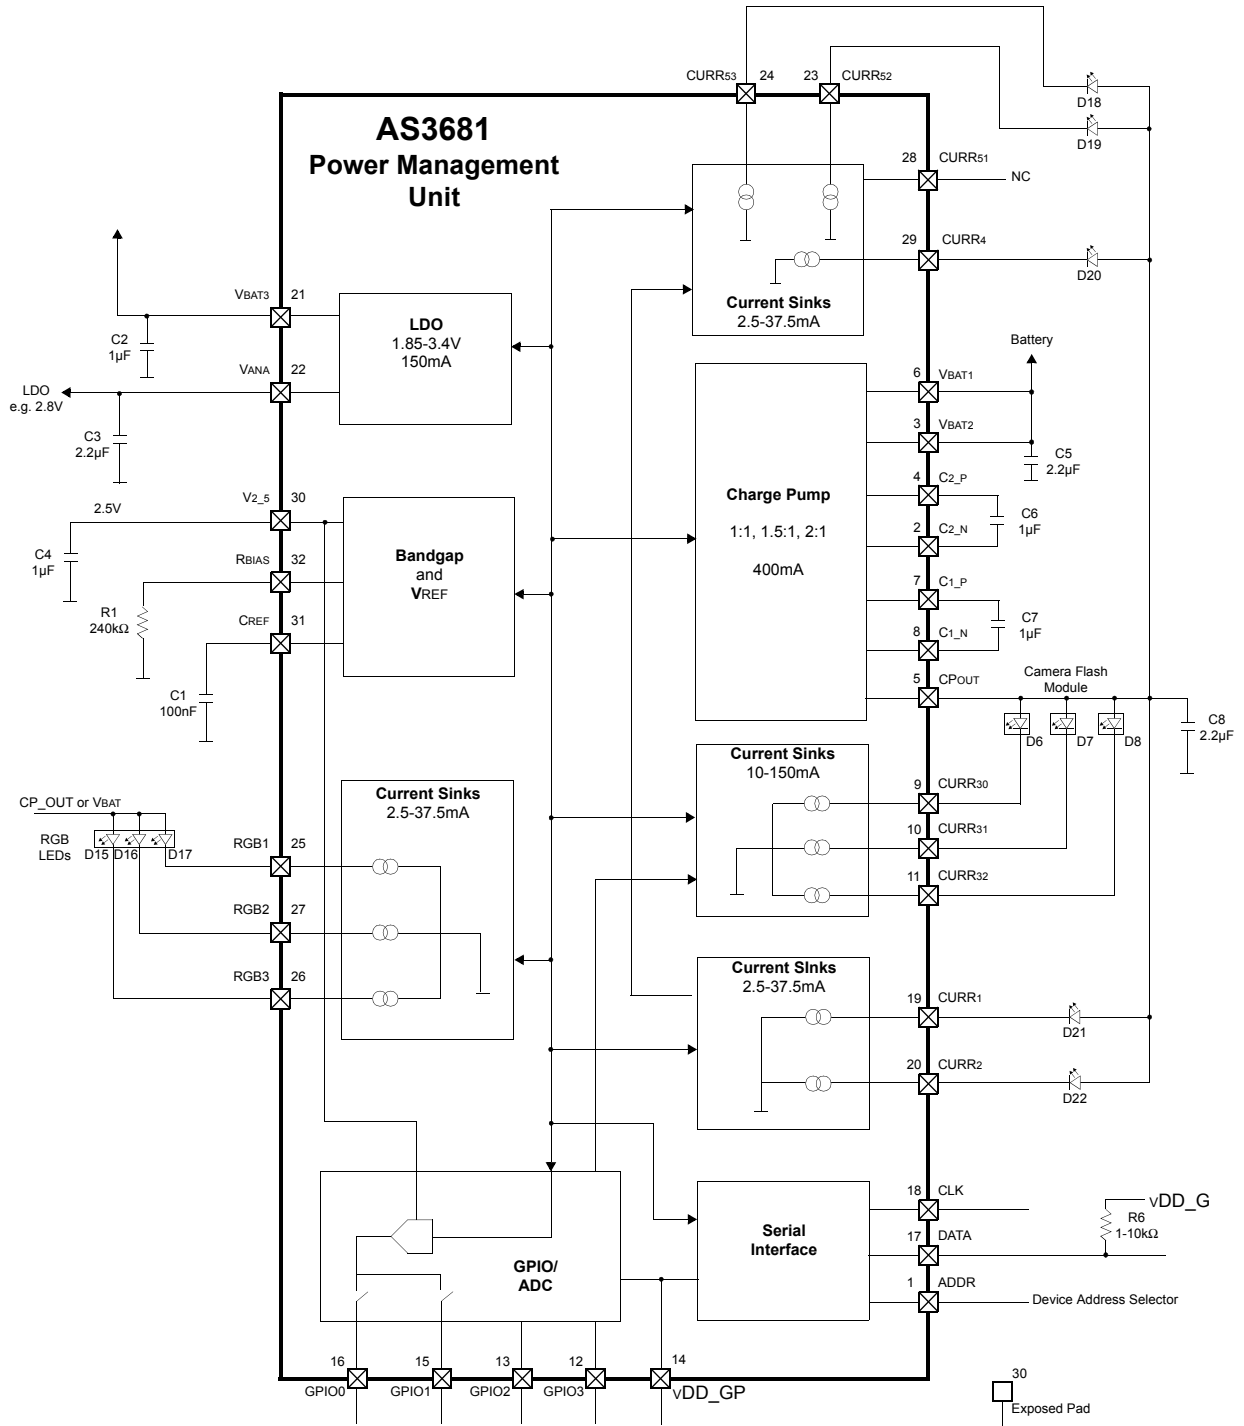 CURR53 24 23 CURR52
D18
D19
AS3681
Power Management
Unit
28 CURR51
NC
29 CURR4
D20
Current Sinks
2.5-37.5mA
VBAT3 21
C2
1µF
LDO
1.85-3.4V
150mA
VANA 22
LDO
e.g. 2.8V
C3
2.2µF
Battery
6 VBAT1
3 VBAT2
C5
2.2µF
4 C2_P
C6
1µF
2 C2_N
Charge Pump
1:1, 1.5:1, 2:1
400mA
7 C1_P
C7
1µF
8 C1_N
5 CPOUT
V2_5 30
2.5V
C4
1µF
RBIAS 32
R1
240kΩ
CREF 31
C1
100nF
Bandgap
and
VREF
Camera Flash
Module
D6 D7 D8
C8
2.2µF
Current Sinks
10-150mA
9 CURR30
10 CURR31
11 CURR32
CP_OUT or VBAT
RGB
LEDs
D15 D16 D17
Current Sinks
2.5-37.5mA
RGB1 25
RGB2 27
RGB3 26
Current SInks
2.5-37.5mA
19 CURR1
D21
20 CURR2
D22
GPIO/
ADC
Serial
Interface
18 CLK
17 DATA
1 ADDR
VDD_G
R6
1-10kΩ
Device Address Selector
16 15 13 12 14
GPIO0 GPIO1 GPIO2 GPIO3 VDD_GP
30
Exposed Pad